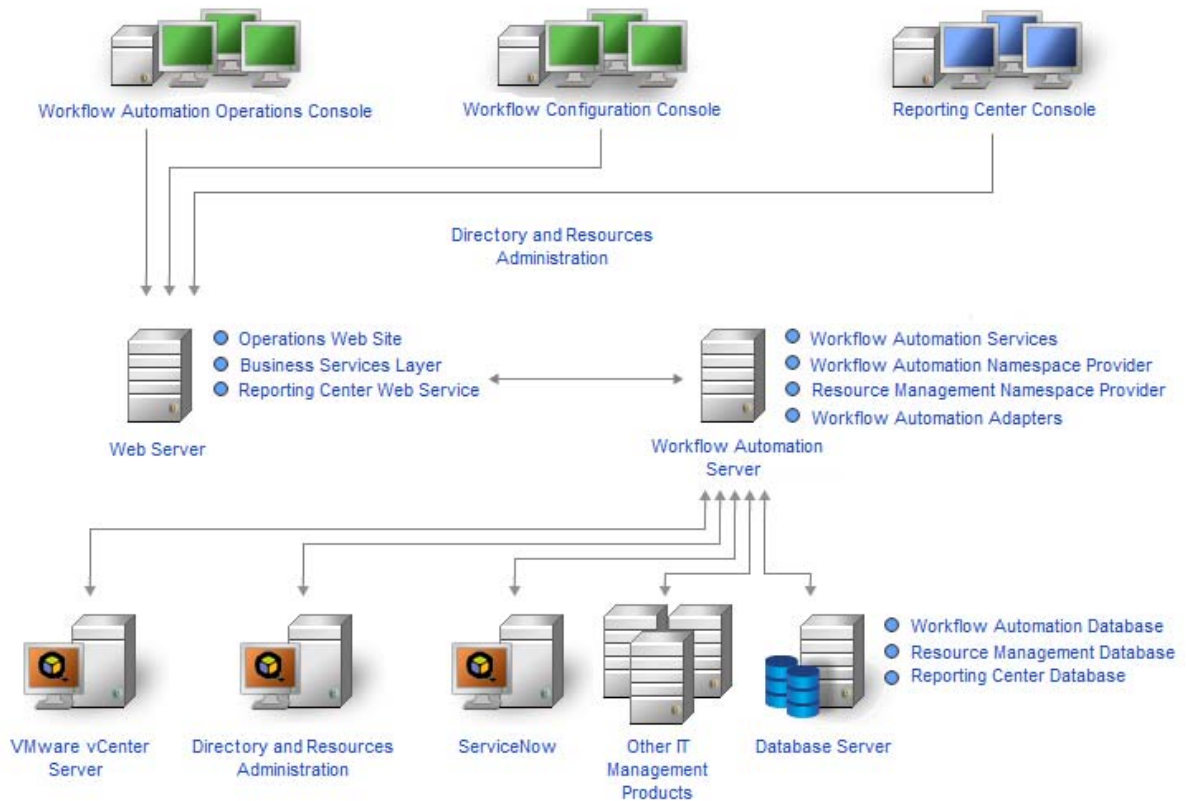 Workflow Automation Operations Console
Workflow Configuration Console
Reporting Center Console
Directory and Resources
Administration
Operations Web Site
Business Services Layer
Reporting Center Web Service
Web Server
Workflow Automation Services
Workflow Automation Namespace Provider
Resource Management Namespace Provider
Workflow Automation Adapters
Workflow Automation
Server
VMware vCenter
Server
Directory and Resources
Administration
ServiceNow
Other IT
Management
Products
Database Server
Workflow Automation Database
Resource Management Database
Reporting Center Database